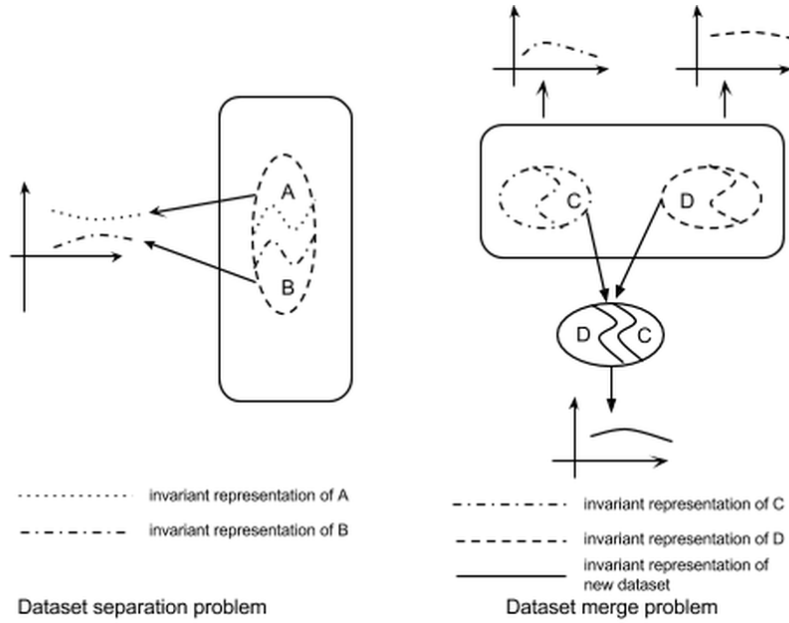 A
B
C
D
D
C
invariant representation of A
invariant representation of B
Dataset separation problem
invariant representation of C
invariant representation of D
invariant representation of
new dataset
Dataset merge problem